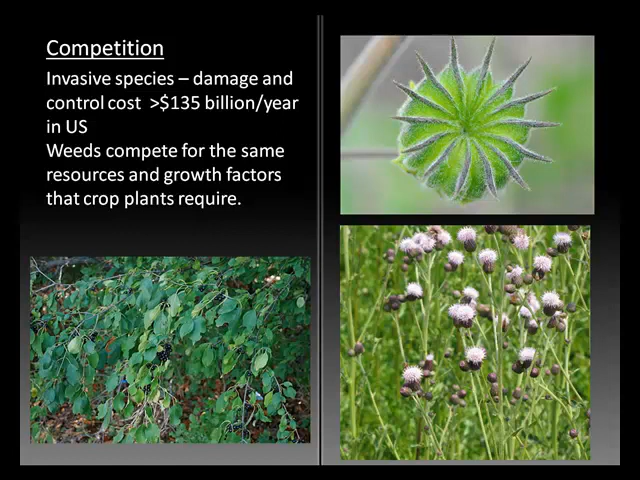 Competition
Invasive species – damage and
control cost  >$135 billion/year
in US
Weeds compete for the same
resources and growth factors
that crop plants require.